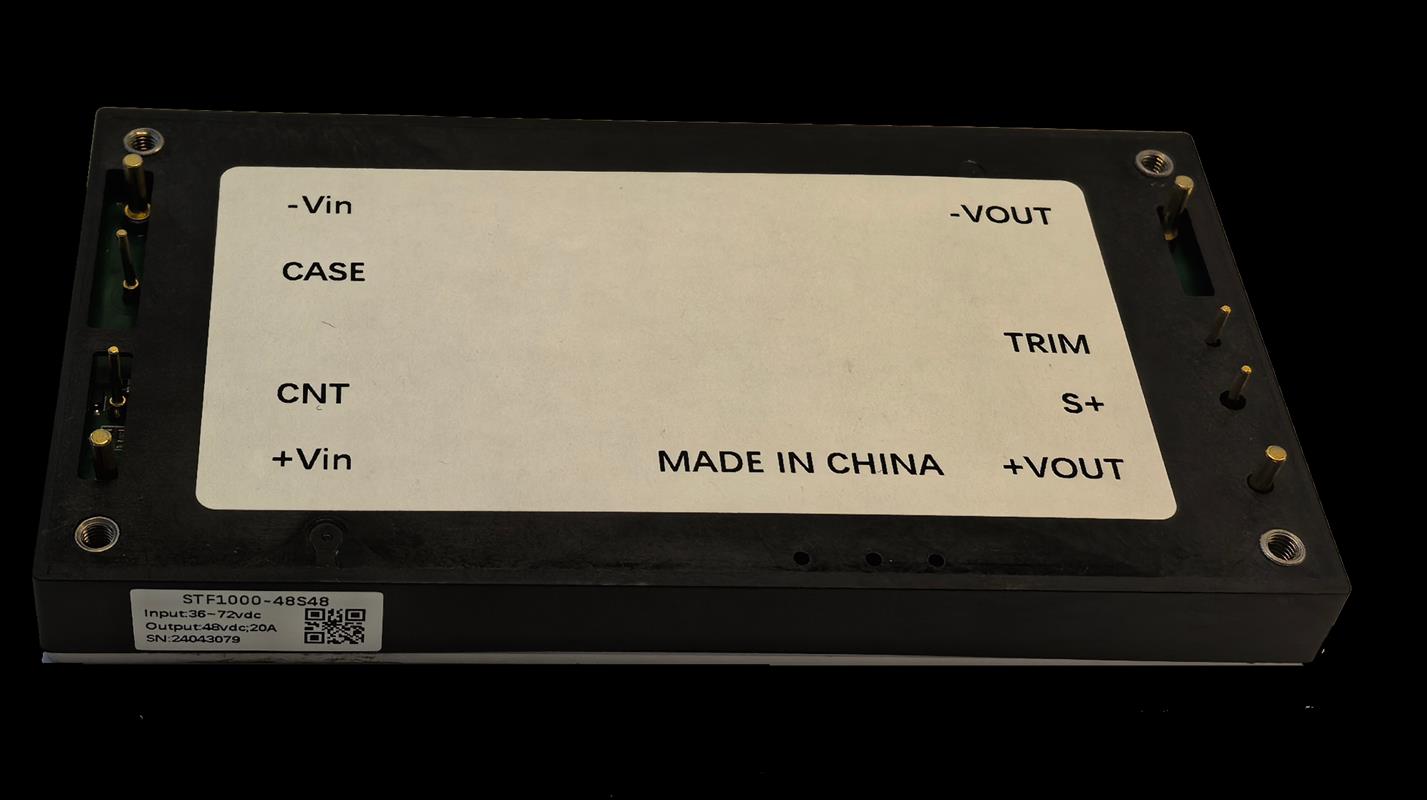 -Vin
-VOUT
CASE
TRIM
CNT
S+
+Vin
MADE IN CHINA
+VOUT
STF1000-48S48
Input:36~72vdc
Output:48vdc;20A
SN:24043079